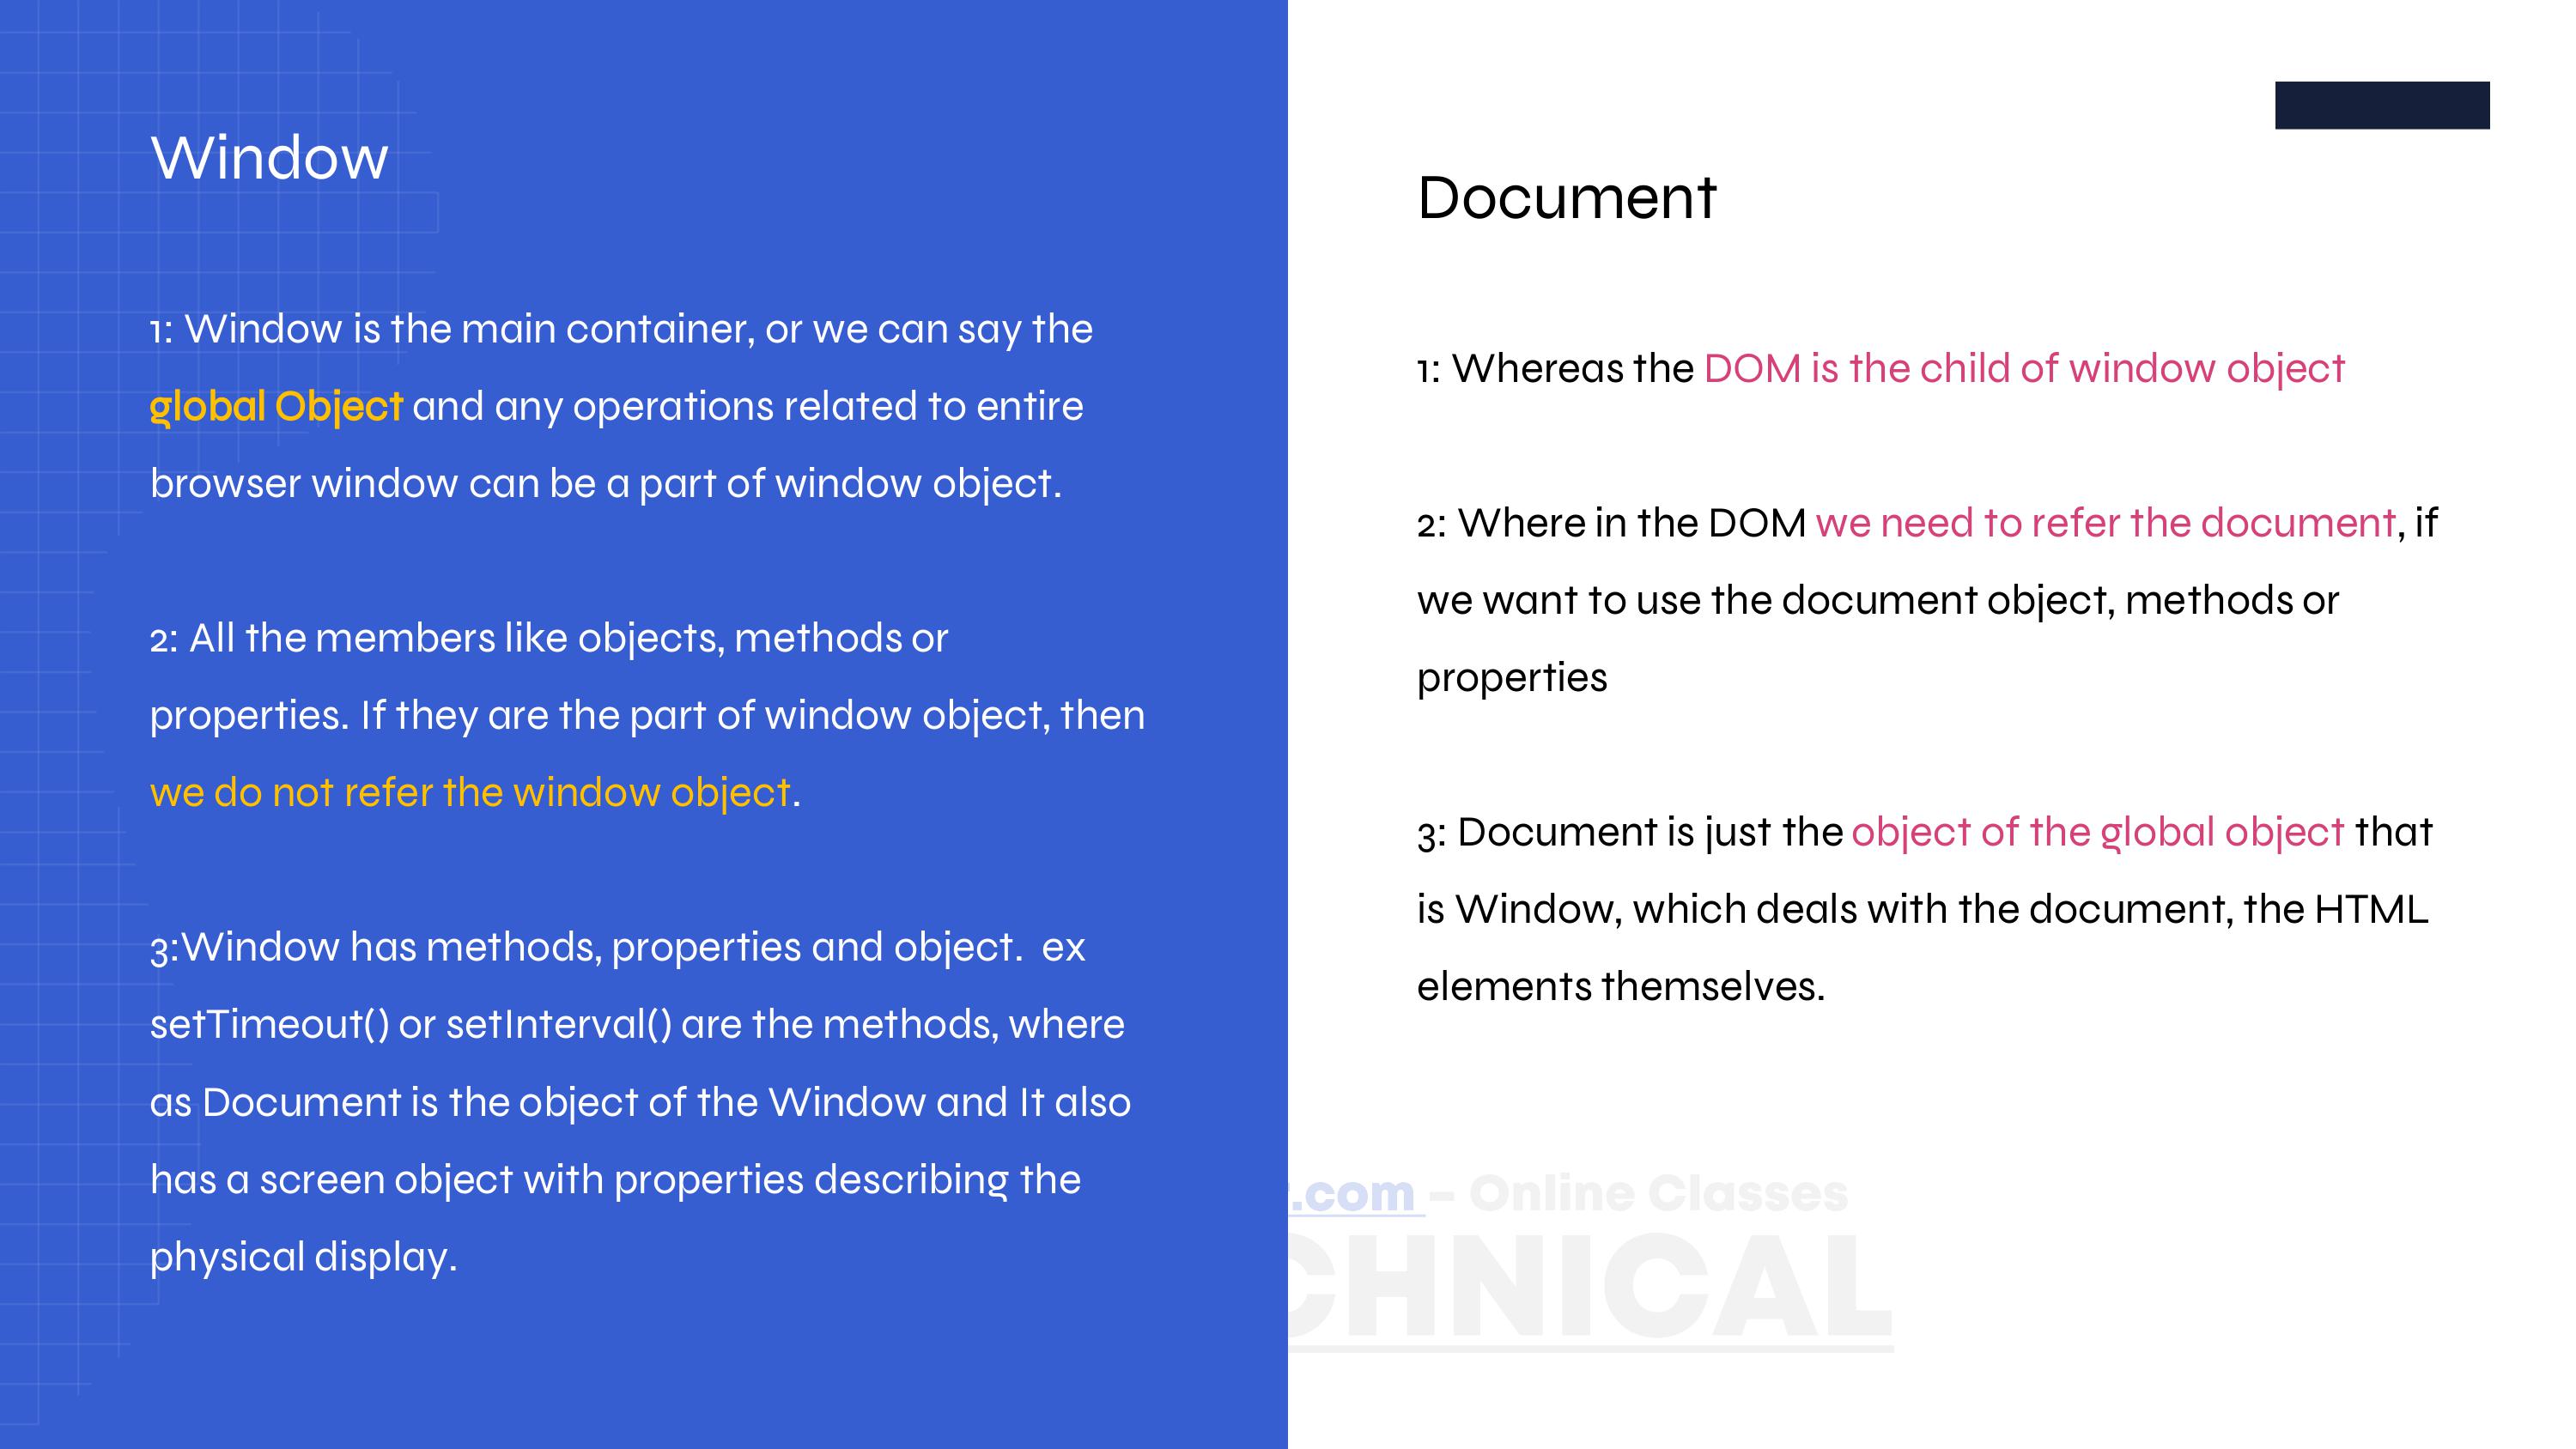 Window
1: Window is the main container, or we can say the
global Object and any operations related to entire
browser window can be a part of window object.
2: All the members like objects, methods or
properties. If they are the part of window object, then
we do not refer the window object.
3:Window has methods, properties and object.  ex
setTimeout() or setInterval() are the methods, where
as Document is the object of the Window and It also
has a screen object with properties describing the
physical display.
Document
1: Whereas the DOM is the child of window object
2: Where in the DOM we need to refer the document, if
we want to use the document object, methods or
properties
3: Document is just the object of the global object that
is Window, which deals with the document, the HTML
elements themselves.
.com – Online Classes
CHNICAL